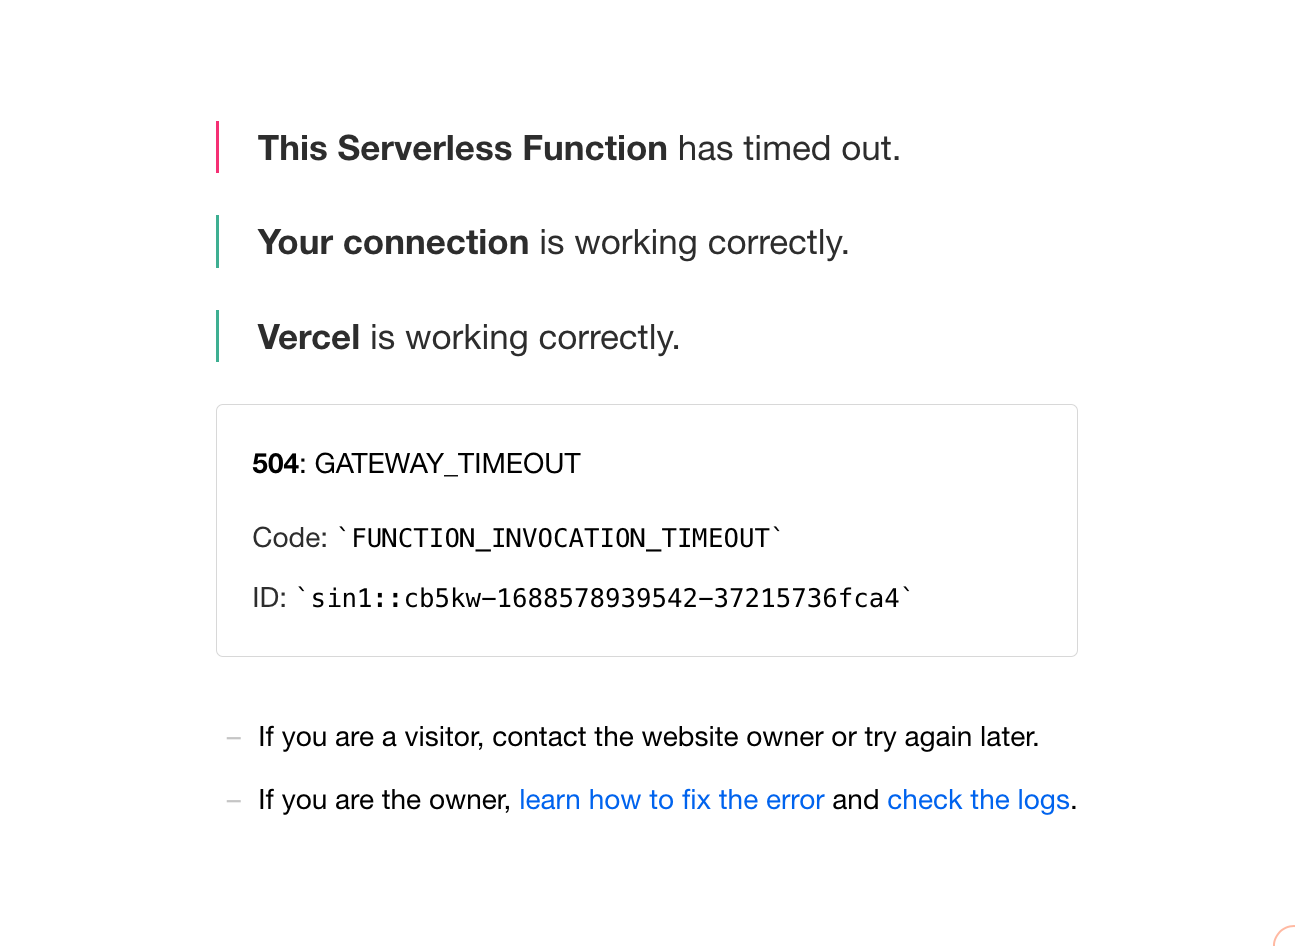 This Serverless Function has timed out.
Your connection is working correctly.
Vercel is working correctly.
504: GATEWAY_TIMEOUT
Code: `FUNCTION_INVOCATION_TIMEOUT`
ID: `sin1::cb5kw-1688578939542-37215736fca4`
– If you are a visitor, contact the website owner or try again later.
– If you are the owner, learn how to fix the error and check the logs.